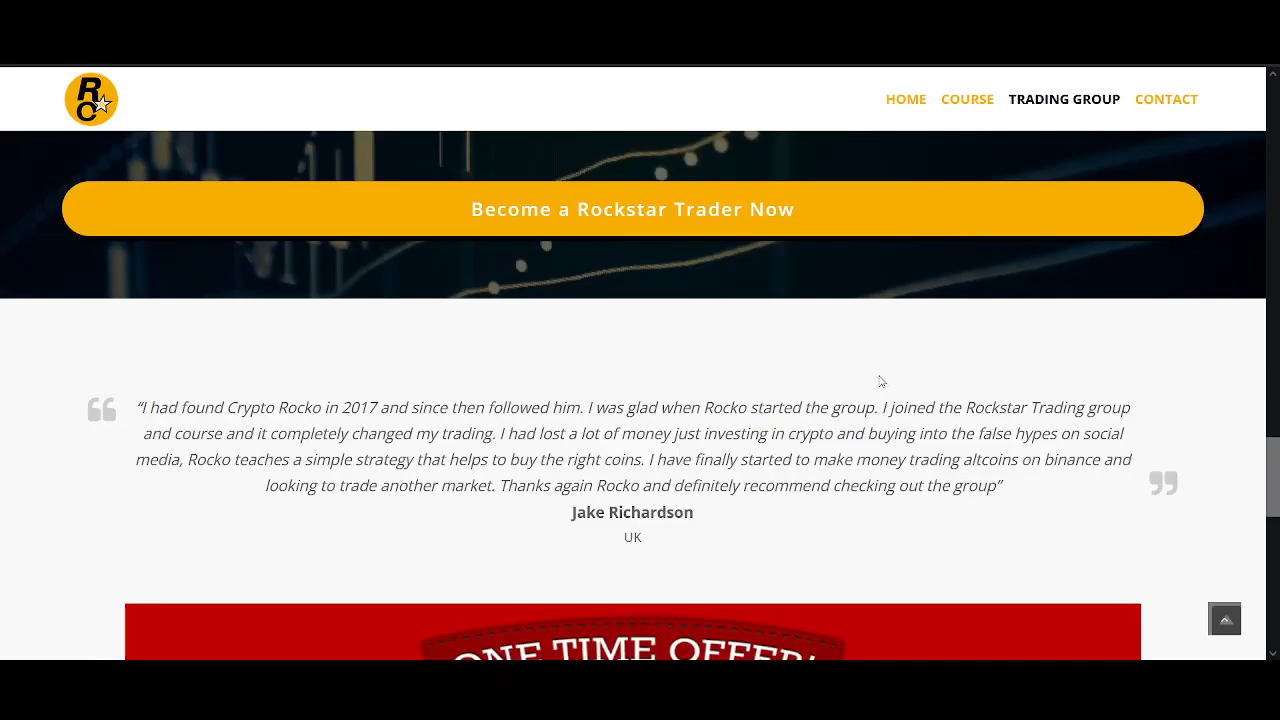 R
C
HOME COURSE TRADING GROUP CONTACT
Become a Rockstar Trader Now
“I had found Crypto Rocko in 2017 and since then followed him. I was glad when Rocko started the group. I joined the Rockstar Trading group
and course and it completely changed my trading. I had lost a lot of money just investing in crypto and buying into the false hypes on social
media, Rocko teaches a simple strategy that helps to buy the right coins. I have finally started to make money trading altcoins on binance and
looking to trade another market. Thanks again Rocko and definitely recommend checking out the group”
Jake Richardson
UK
ONE TIME OFFER!